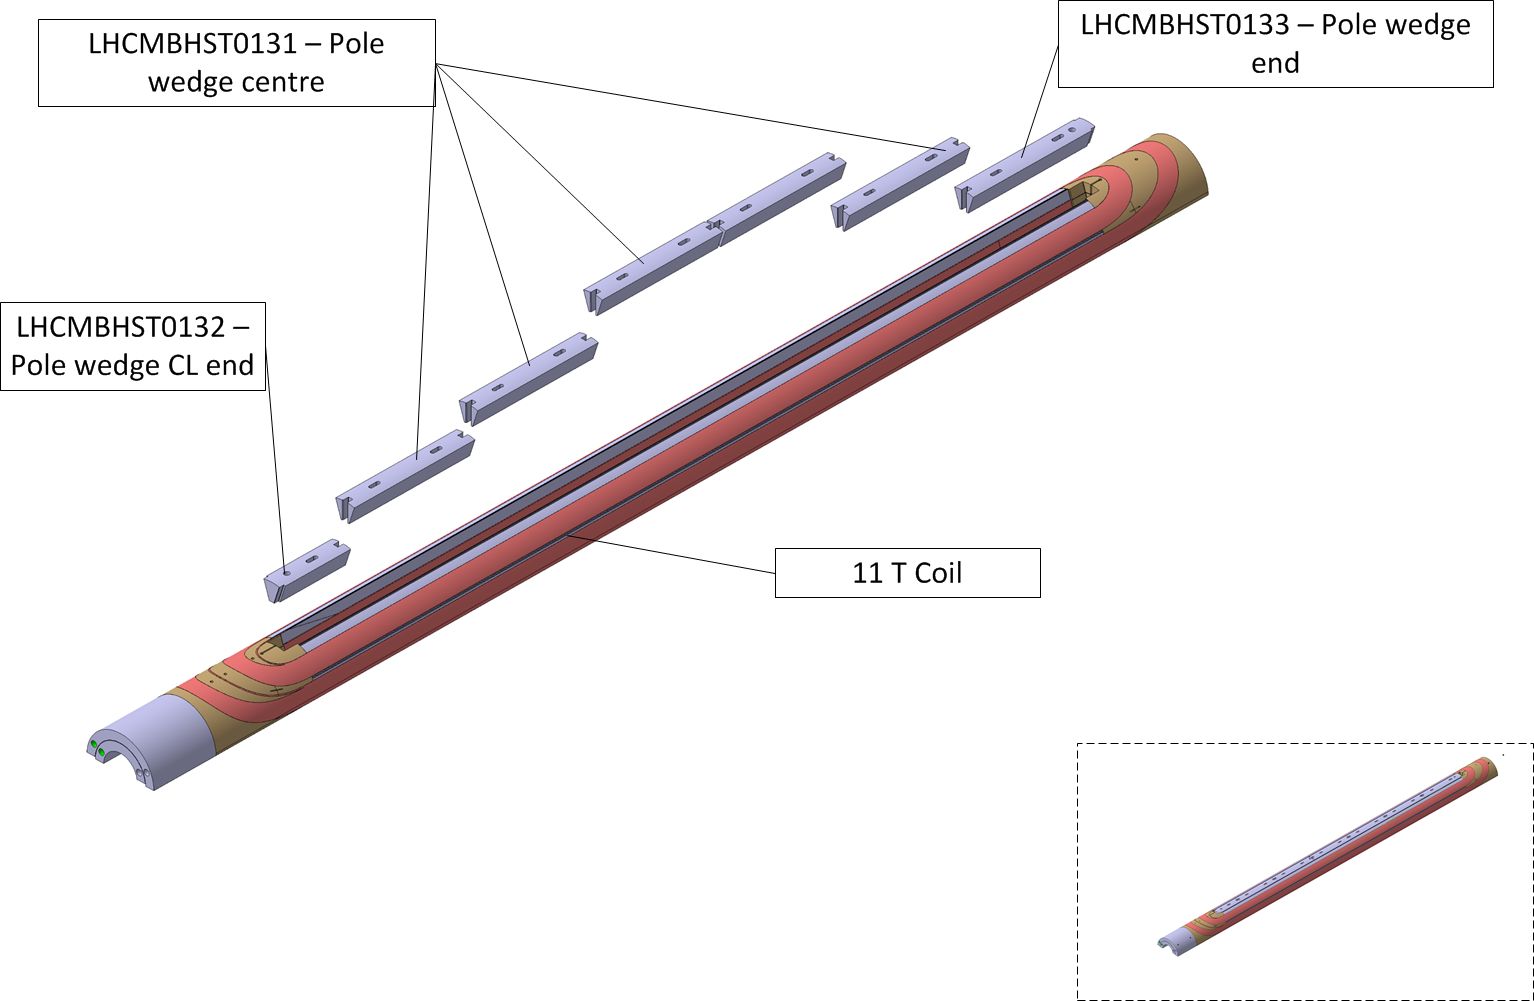 LHCMBHST0131 – Pole
wedge centre
LHCMBHST0133 – Pole wedge
end
LHCMBHST0132 –
Pole wedge CL end
11 T Coil